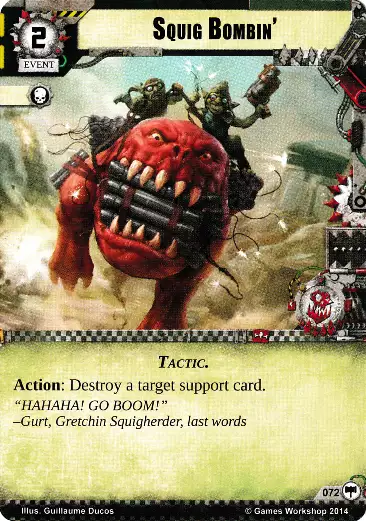 2
EVENT
SQUIG BOMBIN'
TACTIC.
Action: Destroy a target support card.
“HAHAHA! GO BOOM!”
–Gurt, Gretchin Squigherder, last words
072
Illus. Guillaume Ducos
© Games Workshop 2014